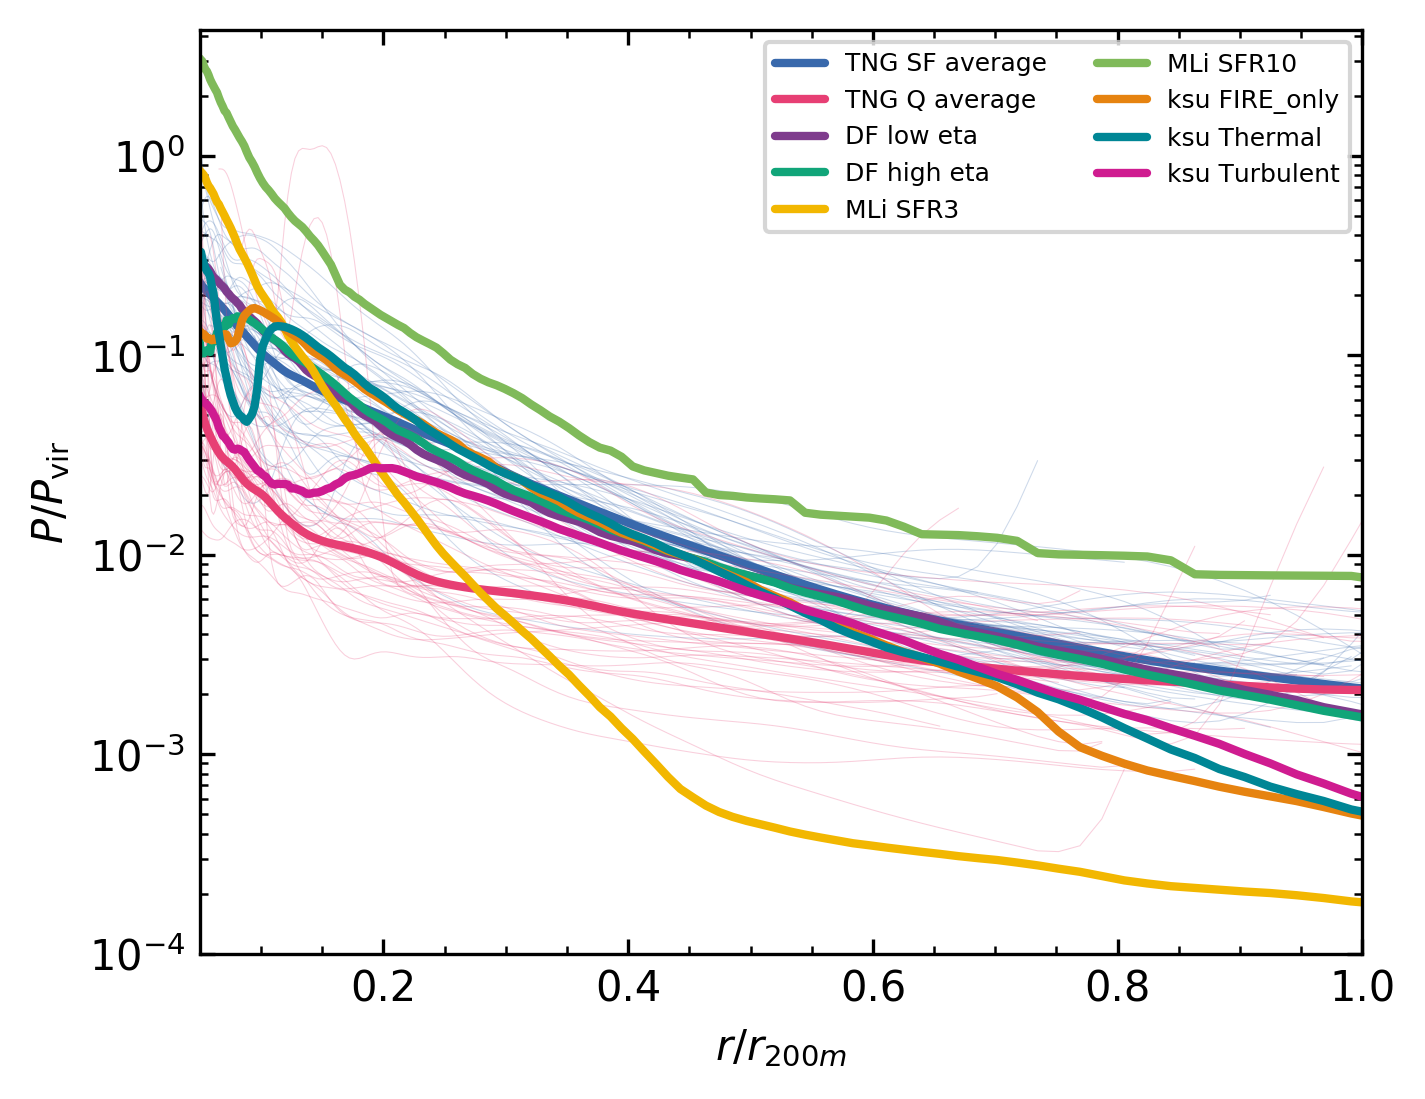 TNG SF average
TNG Q average
DF low eta
DF high eta
MLi SFR3
MLi SFR10
ksu FIRE_only
ksu Thermal
ksu Turbulent
10⁰
10⁻¹
10⁻²
10⁻³
10⁻⁴
P/P_vir
0.2 0.4 0.6 0.8 1.0
r/r_200m